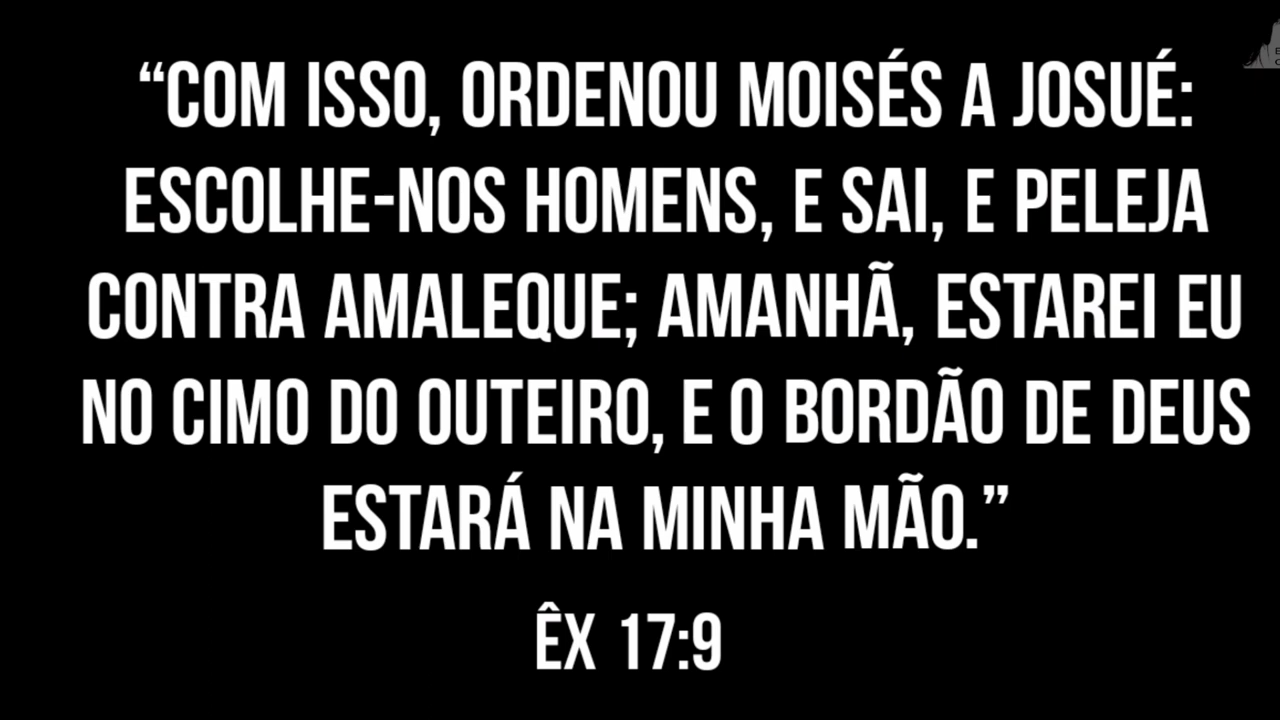 “COM ISSO, ORDENOU MOISÉS A JOSUÉ:
ESCOLHE-NOS HOMENS, E SAI, E PELEJA
CONTRA AMALEQUE; AMANHÃ, ESTAREI EU
NO CIMO DO OUTEIRO, E O BORDÃO DE DEUS
ESTARÁ NA MINHA MÃO.”
ÊX 17:9